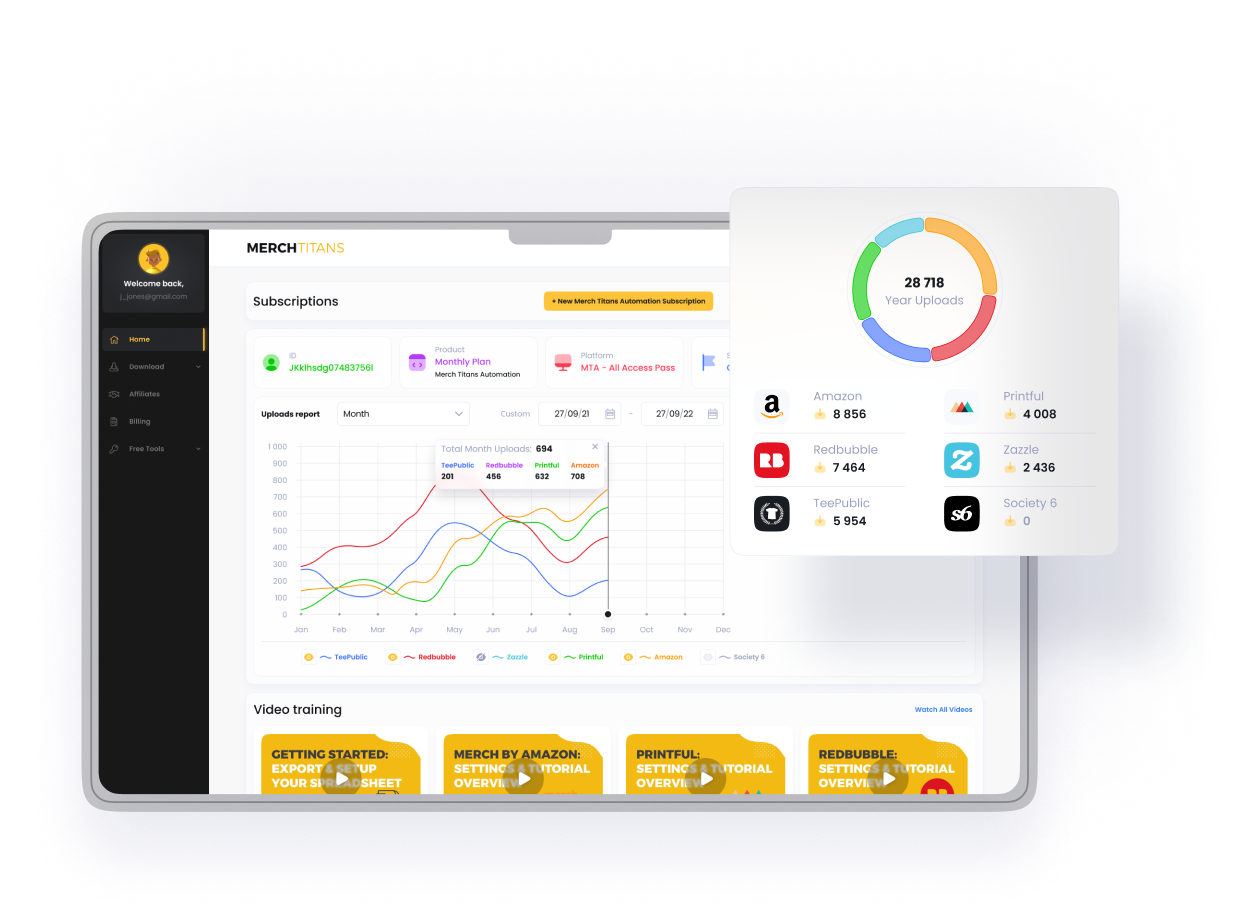 Welcome back,
j_jones@gmail.com
Home
Download
Affiliates
Billing
Free Tools
MERCHTITANS
Subscriptions
+ New Merch Titans Automation Subscription
ID
JKkihsdg07483756l
Product
Monthly Plan
Merch Titans Automation
Platform
MTA - All Access Pass
Uploads report
Month
Custom
27/09/21
-
27/09/22
Total Month Uploads: 694
TeePublic Redbubble Printful Amazon
201 456 632 708
1 000
900
800
700
600
500
400
300
200
100
0
Jan Feb Mar Apr May Jun Jul Aug Sep Oct Nov Dec
TeePublic Redbubble Zazzle Printful Amazon Society 6
28 718
Year Uploads
Amazon
8 856
Printful
4 008
RB
Redbubble
7 464
Zazzle
2 436
TeePublic
5 954
s6
Society 6
0
Video training
Watch All Videos
GETTING STARTED:
EXPORT & SETUP
YOUR SPREADSHEET
MERCH BY AMAZON:
SETTINGS & TUTORIAL
OVERVIEW
PRINTFUL:
SETTINGS & TUTORIAL
OVERVIEW
REDBUBBLE:
SETTINGS & TUTORIAL
OVERVIEW